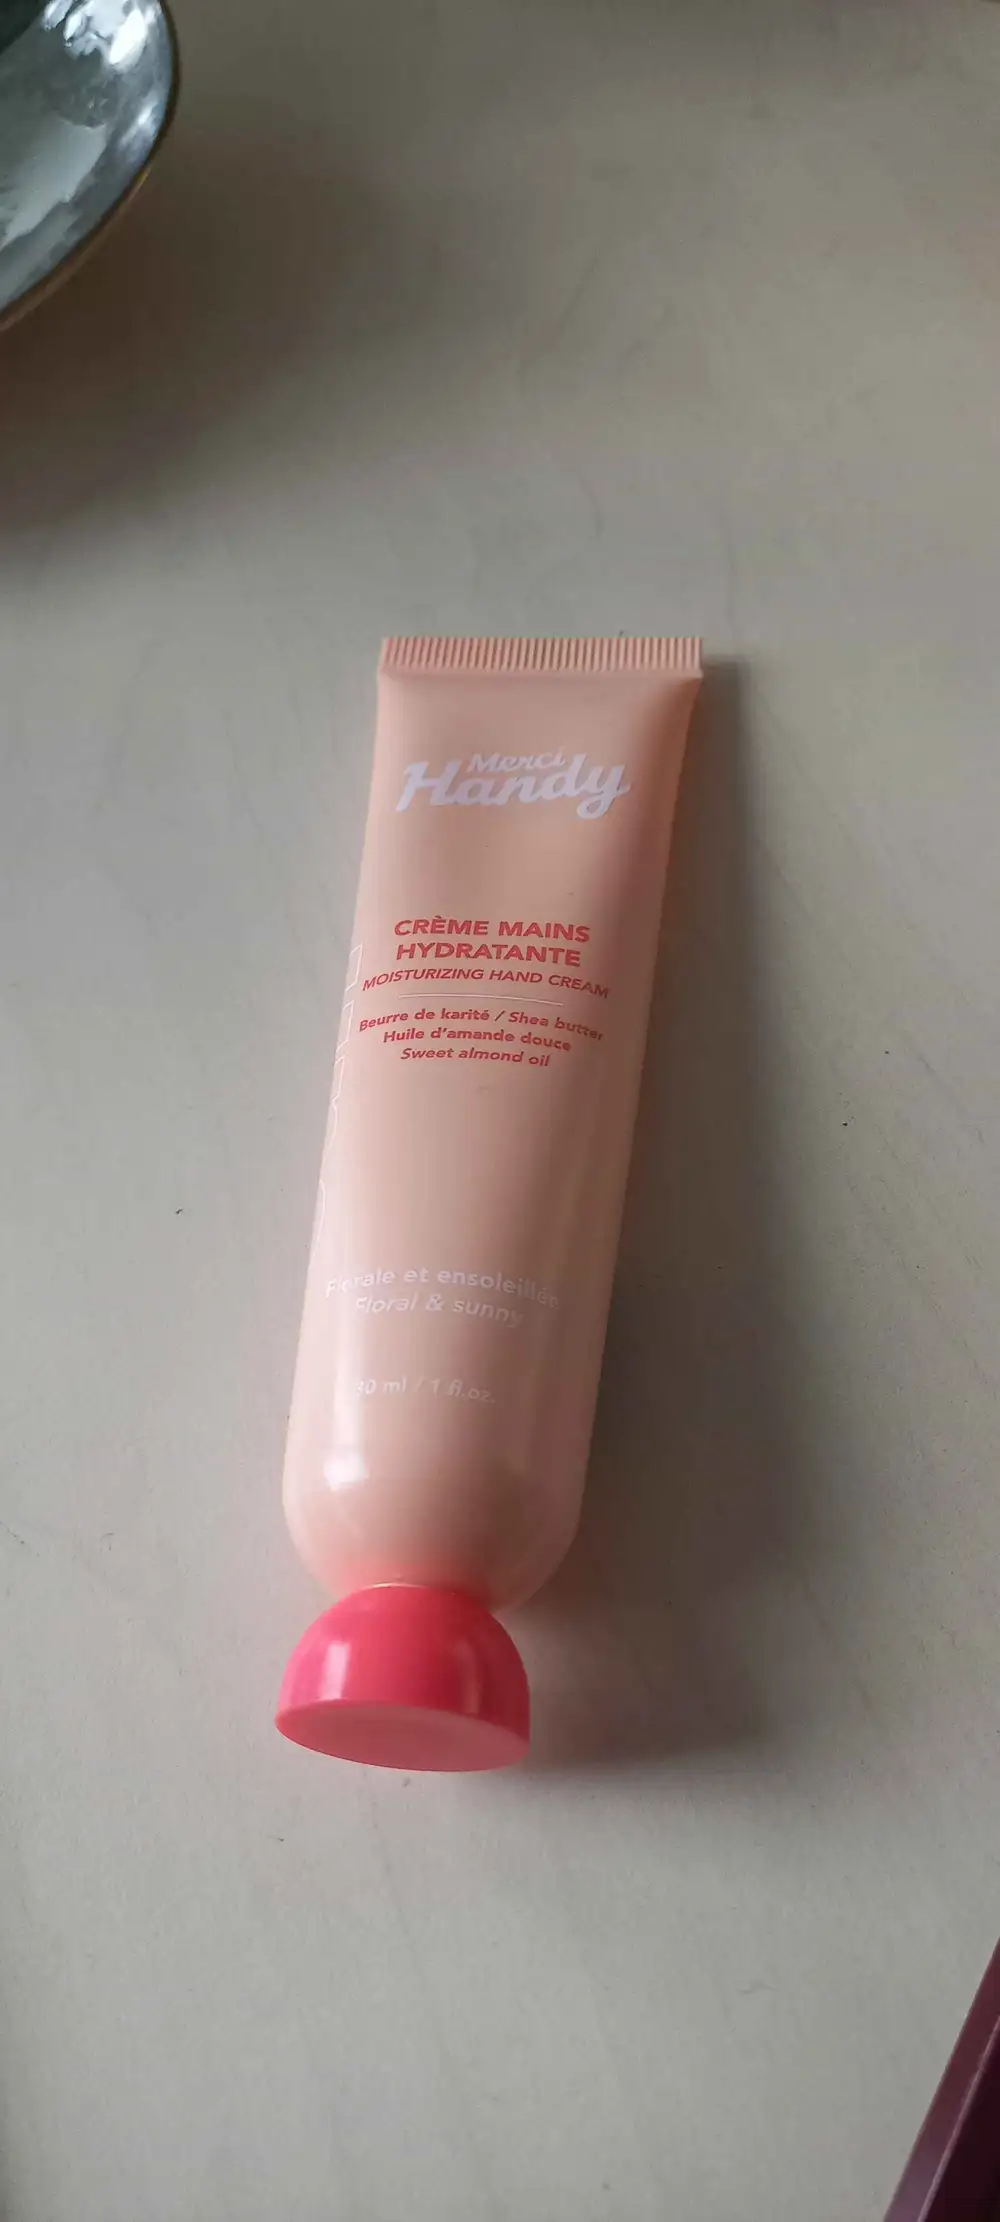 Merci
Handy
CRÈME MAINS
HYDRATANTE
MOISTURIZING HAND CREAM
Beurre de karité / Shea butter
Huile d'amande douce
Sweet almond oil
Florale et ensoleillée
Floral & sunny
30 ml / 1 fl.oz.